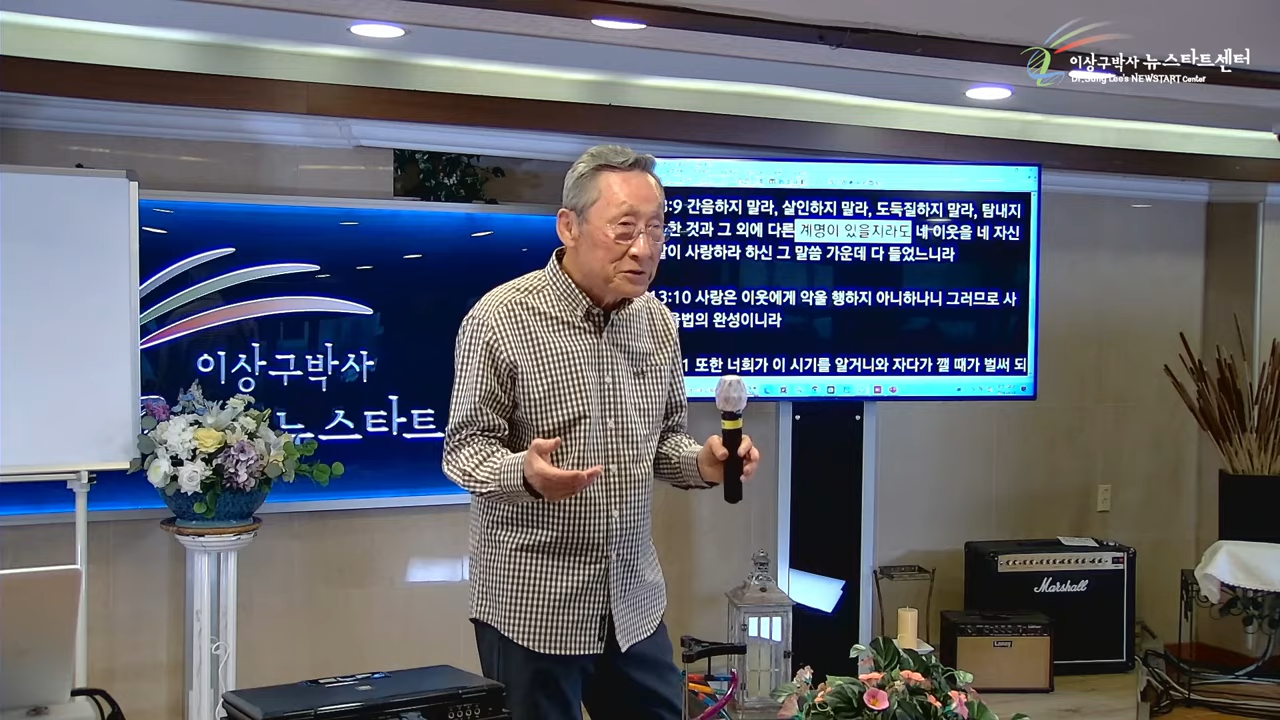 이상구박사 뉴스타트센터
Dr. Sang Lee's NEWSTART Center
:9 간음하지 말라, 살인하지 말라, 도둑질하지 말라, 탐내지
한 것과 그 외에 다른 계명이 있을지라도 네 이웃을 네 자신
이 사랑하라 하신 그 말씀 가운데 다 들었느니라
3:10 사랑은 이웃에게 악을 행하지 아니하나니 그러므로 사
율법의 완성이니라
1 또한 너희가 이 시기를 알거니와 자다가 깰 때가 벌써 되
이상구박사
뉴스타트
Marshall
Laney